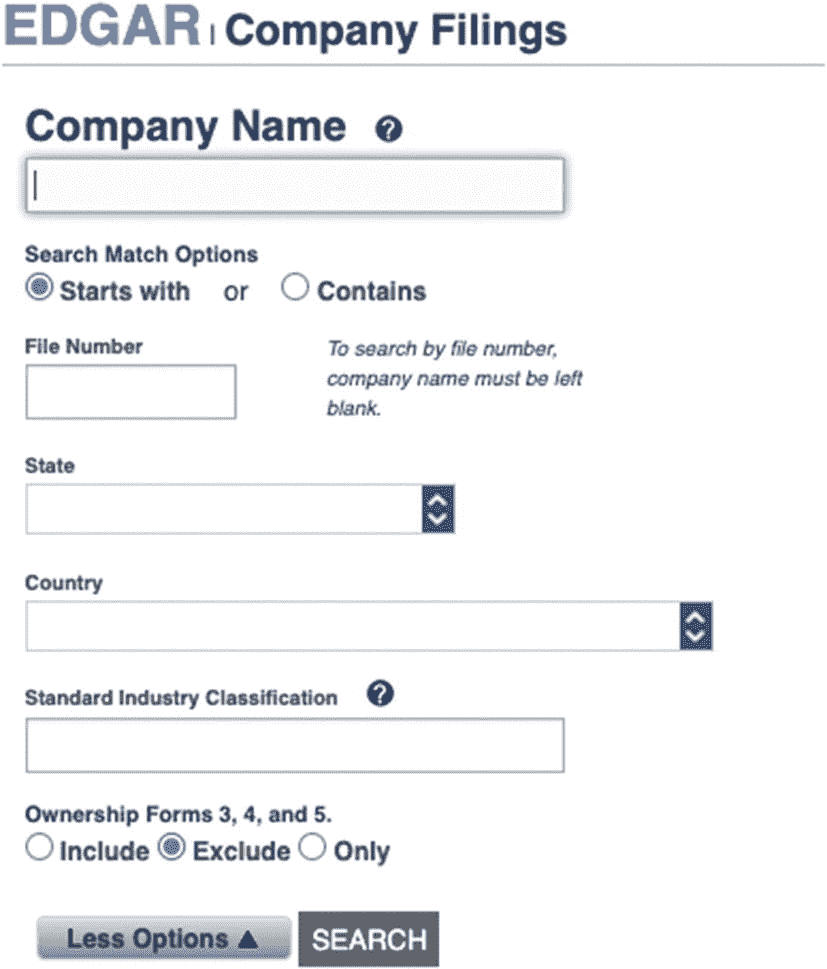 EDGAR | Company Filings
Company Name ?
Search Match Options
Starts with or Contains
File Number
To search by file number,
company name must be left
blank.
State
Country
Standard Industry Classification ?
Ownership Forms 3, 4, and 5.
Include Exclude Only
Less Options ▲ SEARCH